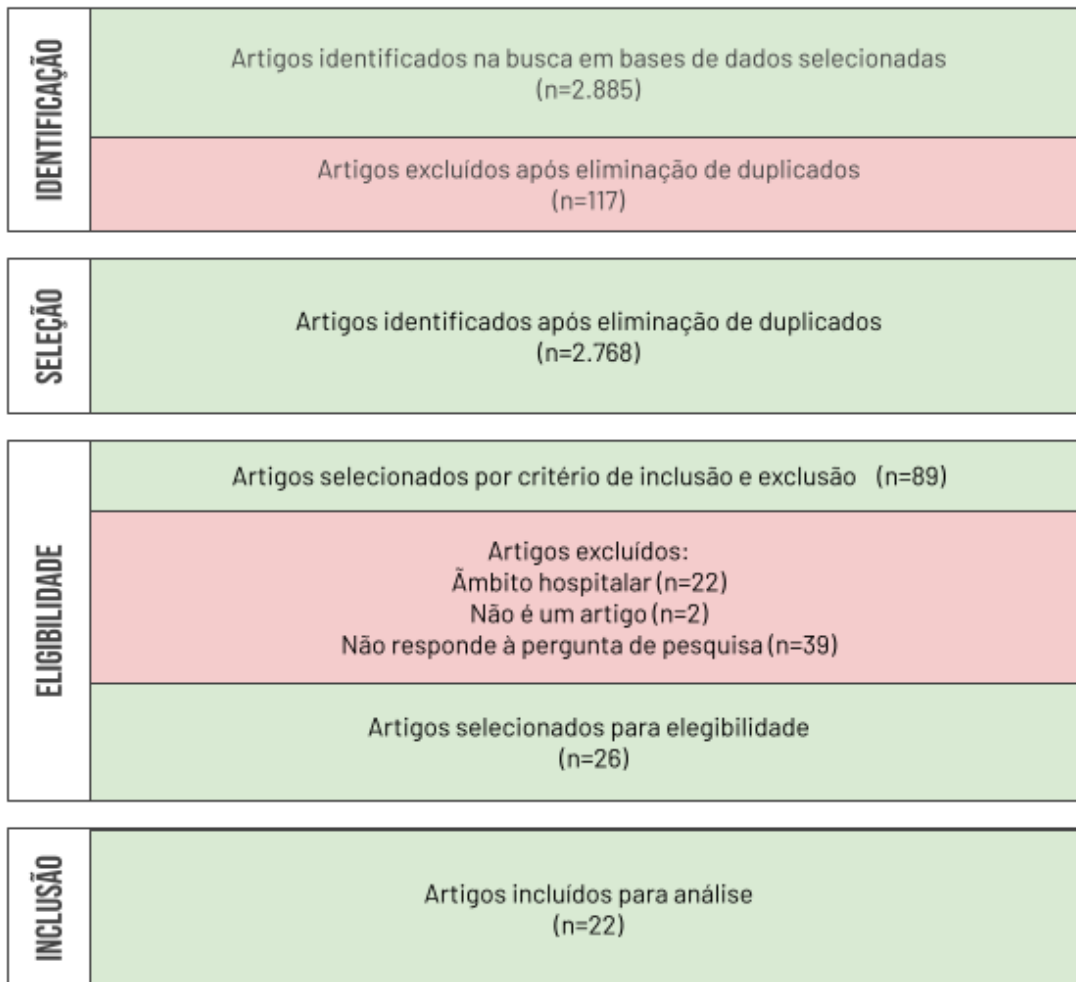 IDENTIFICAÇÃO
Artigos identificados na busca em bases de dados selecionadas
(n=2.885)
Artigos excluídos após eliminação de duplicados
(n=117)
SELEÇÃO
Artigos identificados após eliminação de duplicados
(n=2.768)
ELIGIBILIDADE
Artigos selecionados por critério de inclusão e exclusão (n=89)
Artigos excluídos:
Ãmbito hospitalar (n=22)
Não é um artigo (n=2)
Não responde à pergunta de pesquisa (n=39)
Artigos selecionados para elegibilidade
(n=26)
INCLUSÃO
Artigos incluídos para análise
(n=22)